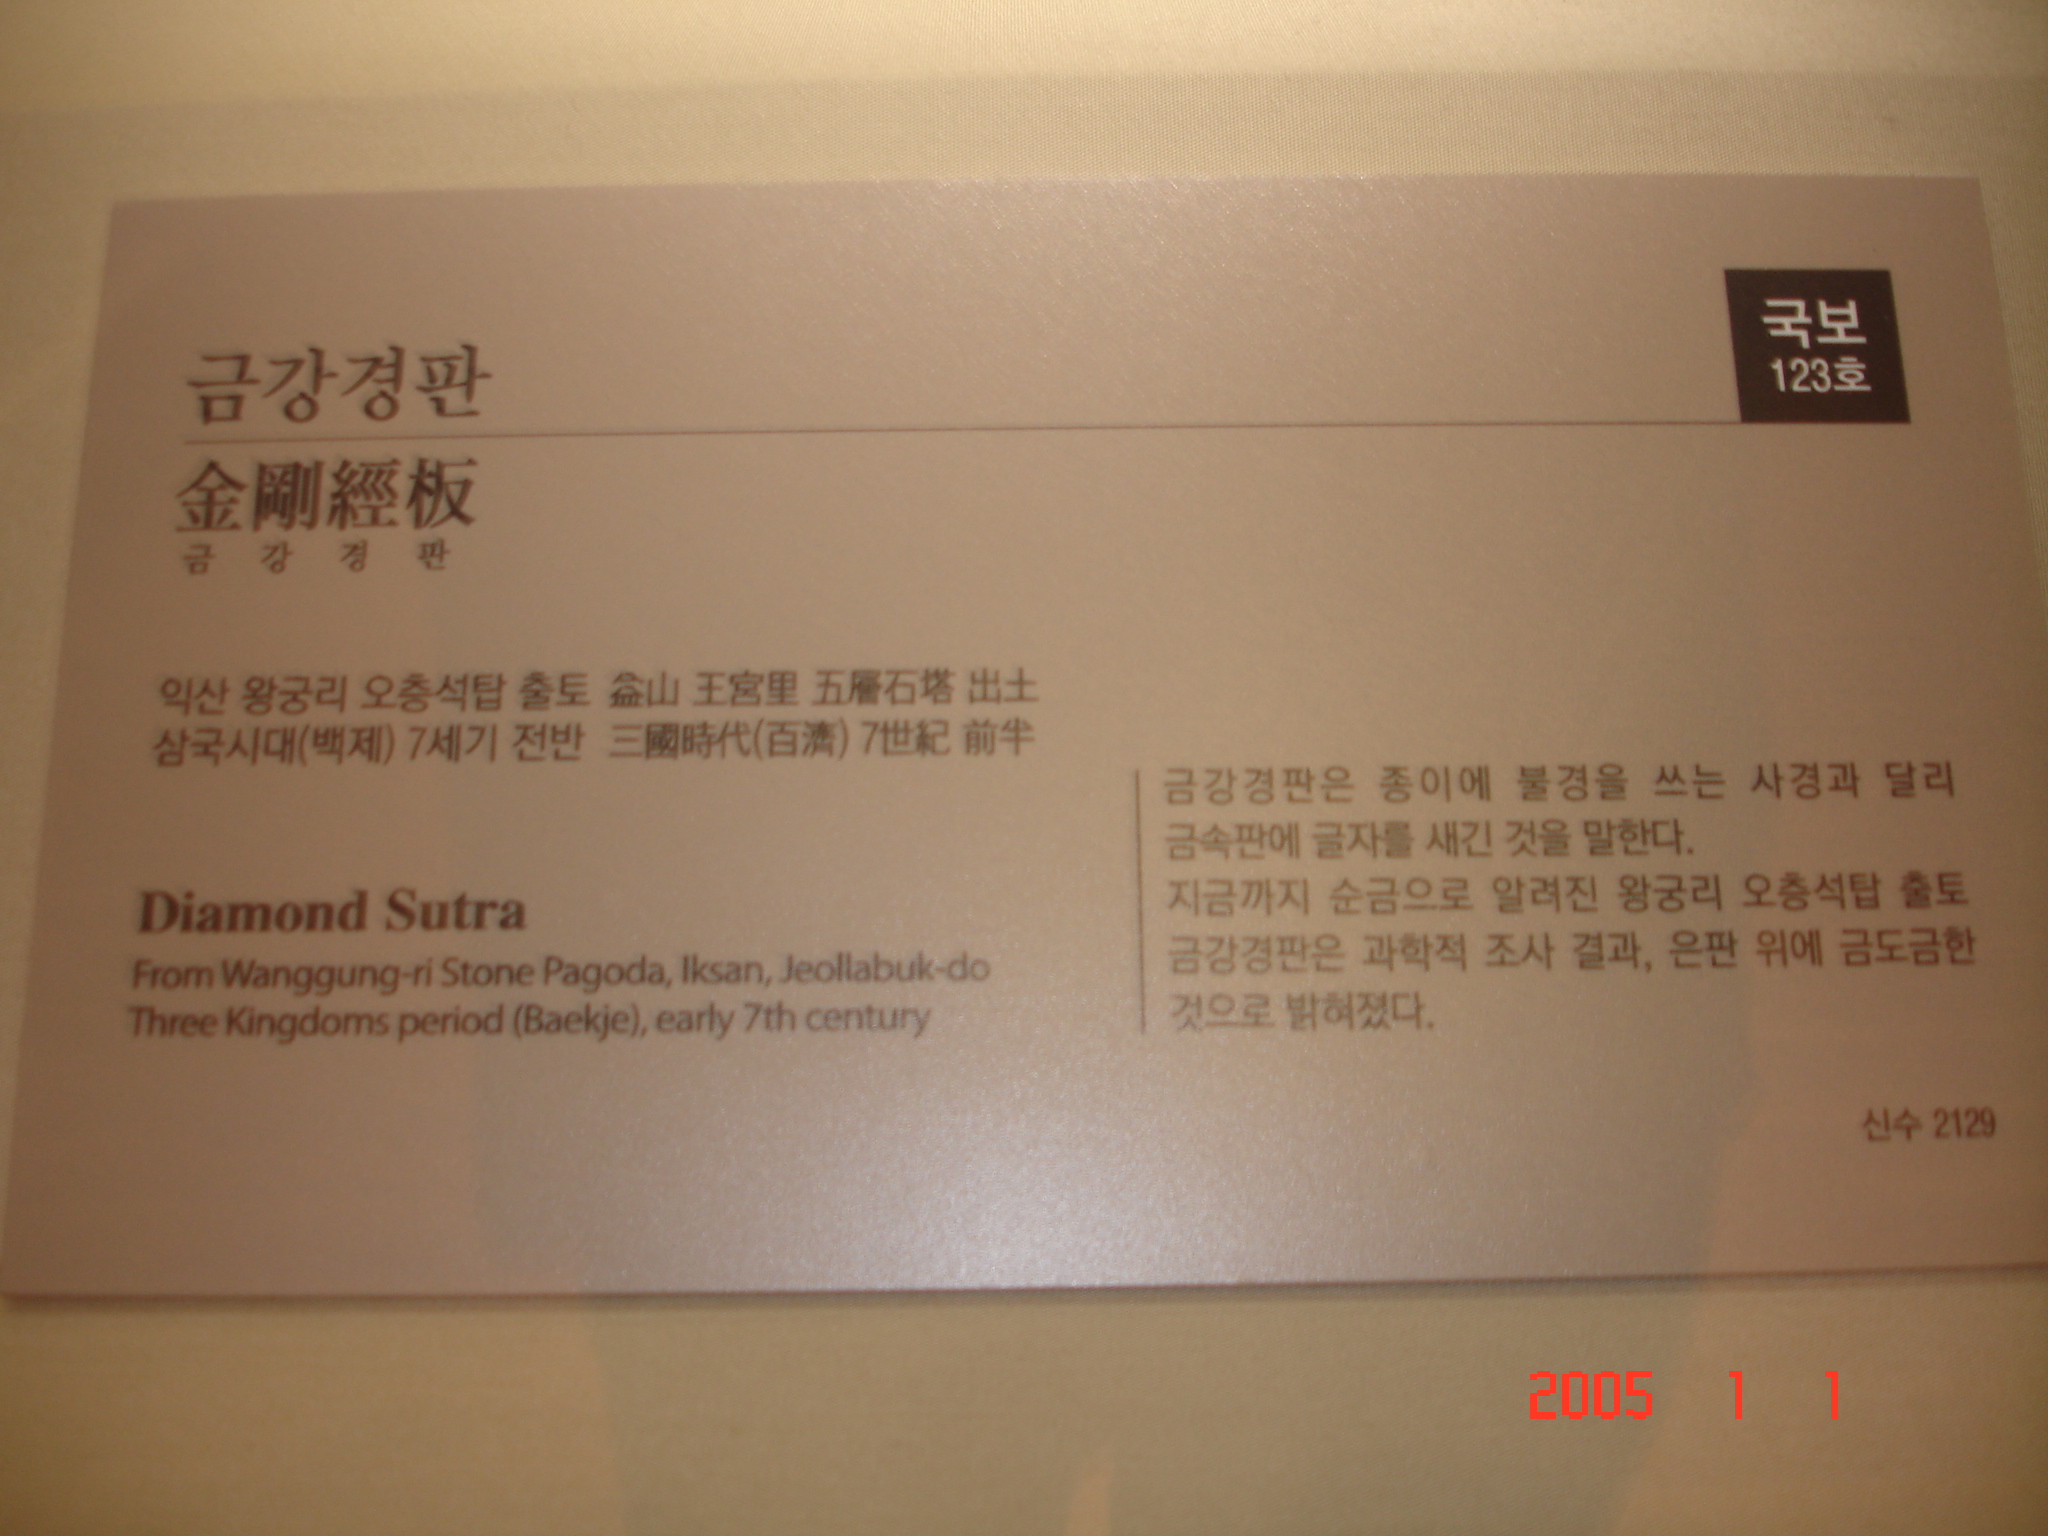 국보
123호
금강경판
金剛經板
금 강 경 판
익산 왕궁리 오층석탑 출토 益山 王宮里 五層石塔 出土
삼국시대(백제) 7세기 전반 三國時代(百濟) 7世紀 前半
Diamond Sutra
From Wanggung-ri Stone Pagoda, Iksan, Jeollabuk-do
Three Kingdoms period (Baekje), early 7th century
금강경판은 종이에 불경을 쓰는 사경과 달리
금속판에 글자를 새긴 것을 말한다.
지금까지 순금으로 알려진 왕궁리 오층석탑 출토
금강경판은 과학적 조사 결과, 은판 위에 금도금한
것으로 밝혀졌다.
신수 2129
2005 1 1